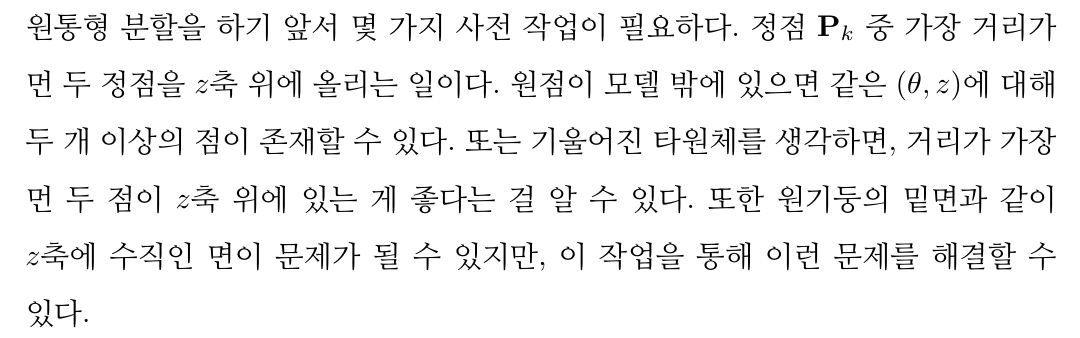 원통형 분할을 하기 앞서 몇 가지 사전 작업이 필요하다. 정점 P_k 중 가장 거리가
먼 두 정점을 z축 위에 올리는 일이다. 원점이 모델 밖에 있으면 같은 (θ, z)에 대해
두 개 이상의 점이 존재할 수 있다. 또는 기울어진 타원체를 생각하면, 거리가 가장
먼 두 점이 z축 위에 있는 게 좋다는 걸 알 수 있다. 또한 원기둥의 밑면과 같이
z축에 수직인 면이 문제가 될 수 있지만, 이 작업을 통해 이런 문제를 해결할 수
있다.